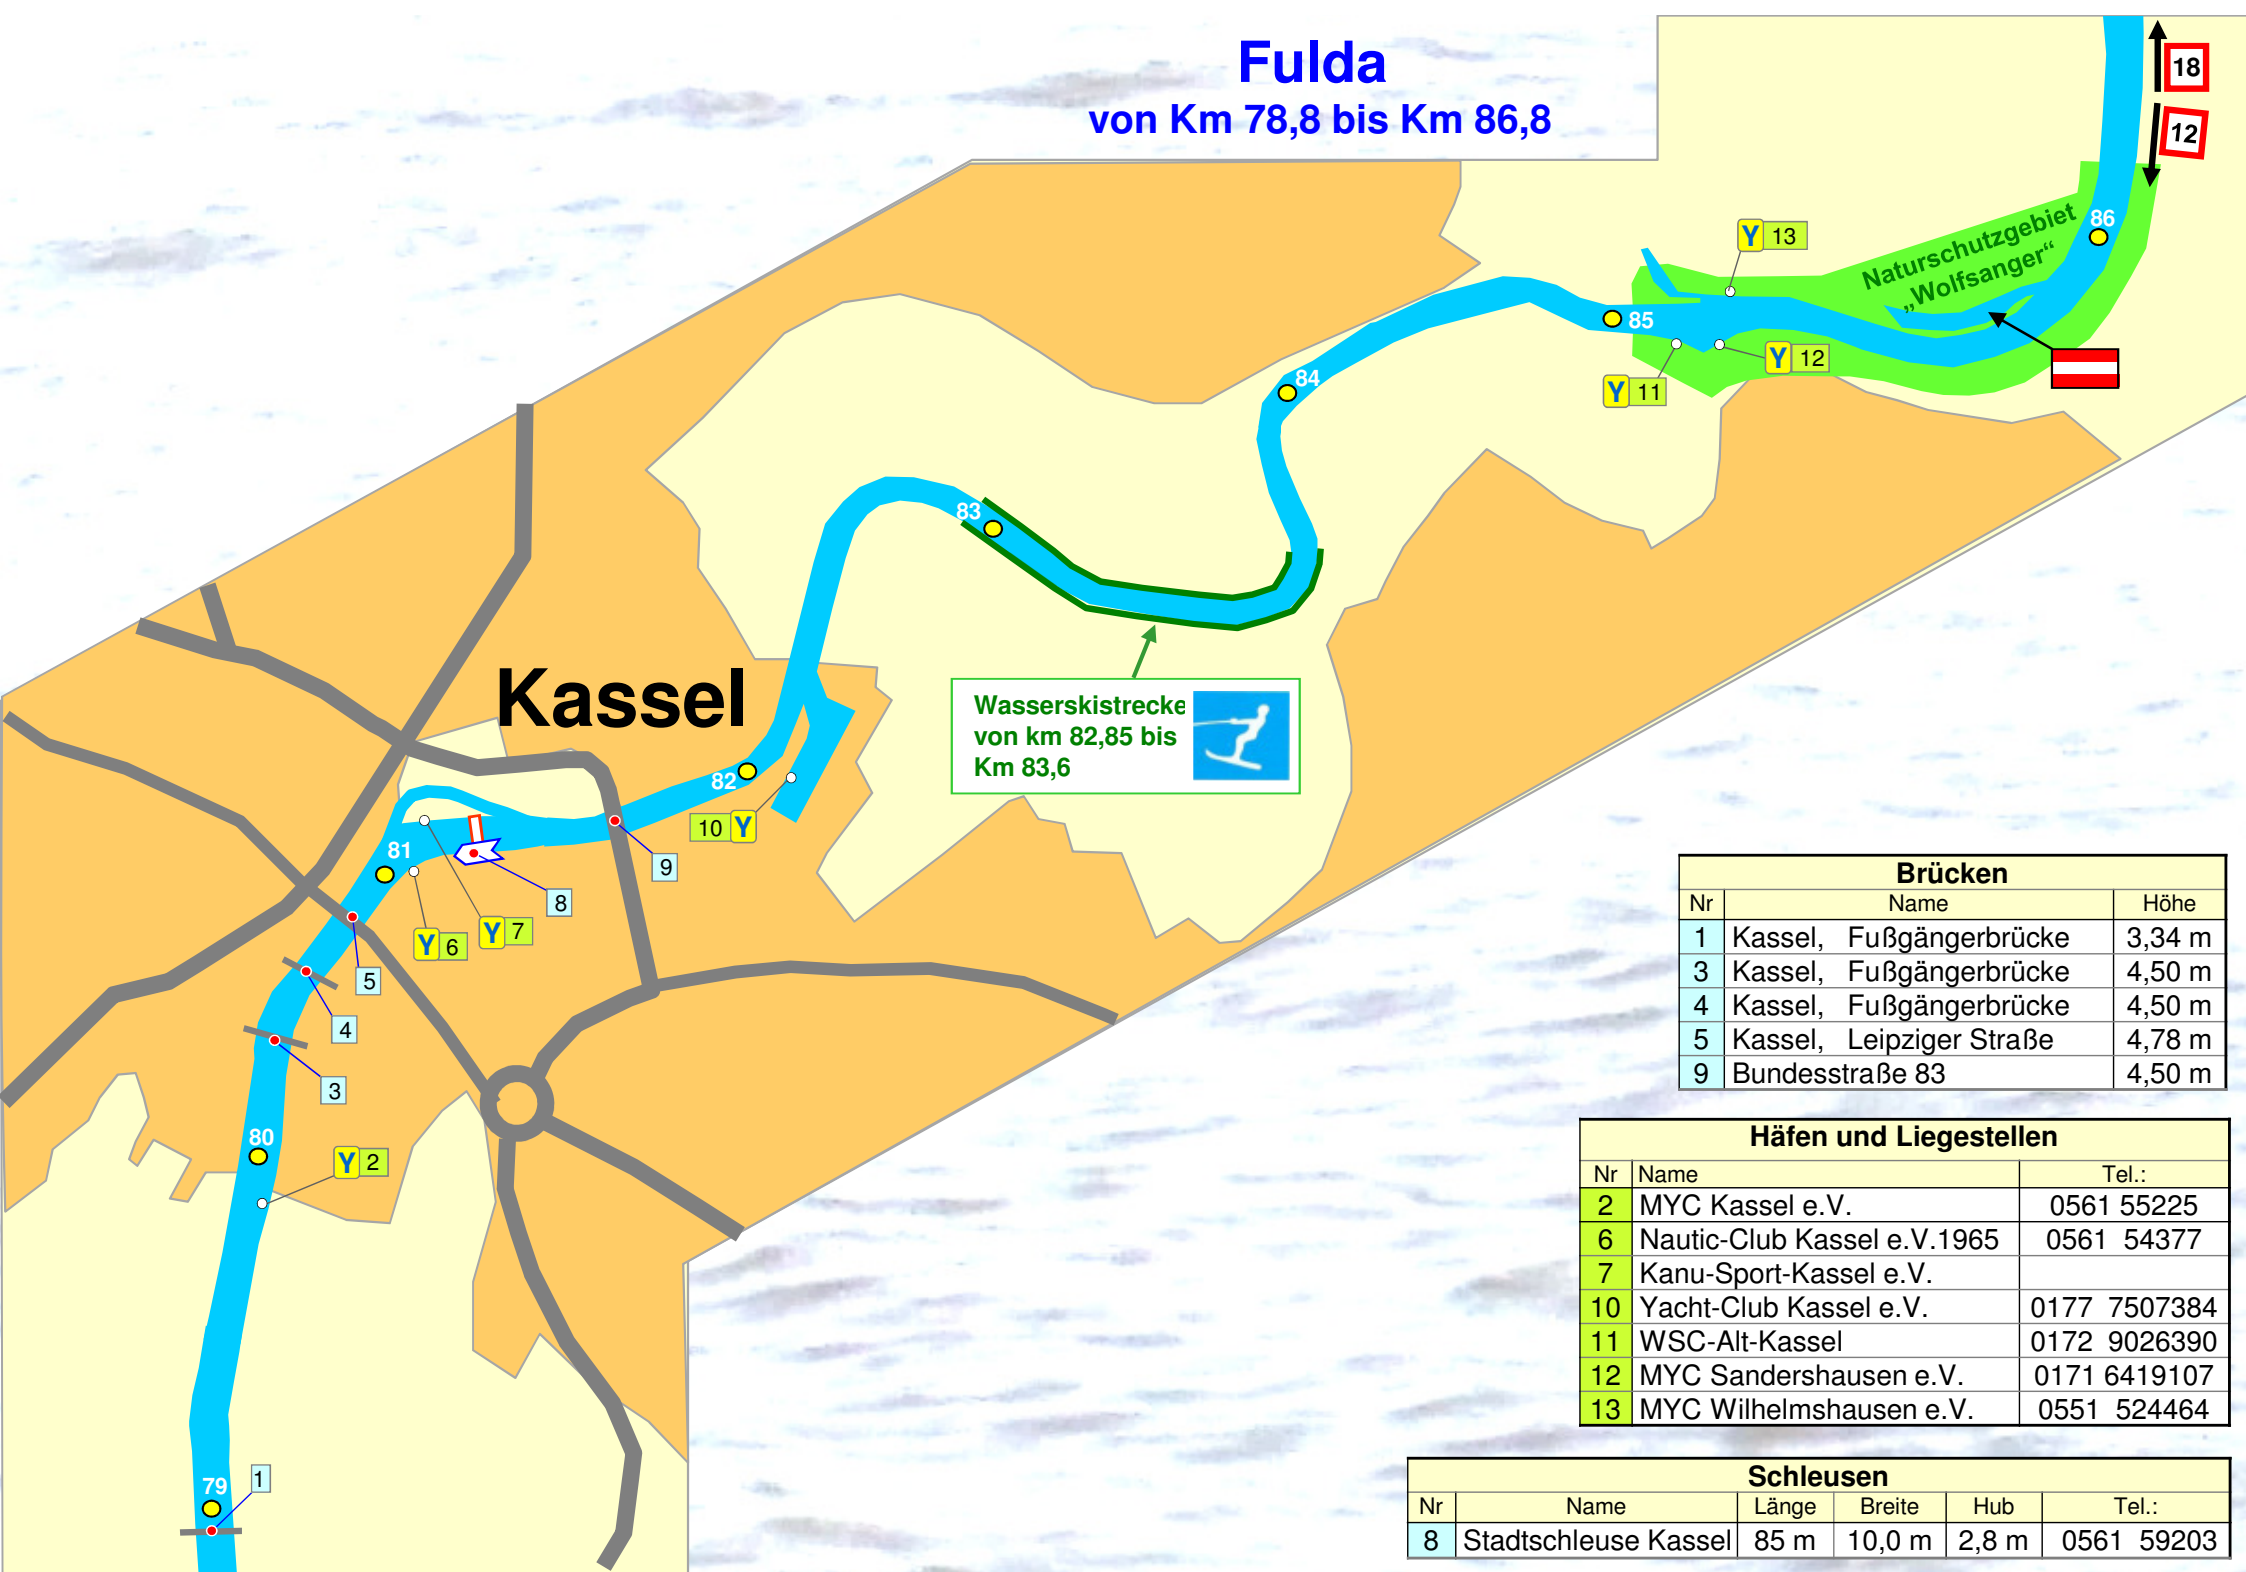 Fulda
von Km 78,8 bis Km 86,8
18
12
86
Naturschutzgebiet
„Wolfsanger“
Y 13
85
Y 12
Y 11
84
83
Kassel
Wasserskistrecke
von km 82,85 bis
Km 83,6
82
10 Y
81
9
8
Y 7
Y 6
5
4
3
80
Y 2
79
1
Brücken
Nr Name Höhe
1 Kassel, Fußgängerbrücke 3,34 m
3 Kassel, Fußgängerbrücke 4,50 m
4 Kassel, Fußgängerbrücke 4,50 m
5 Kassel, Leipziger Straße 4,78 m
9 Bundesstraße 83 4,50 m
Häfen und Liegestellen
Nr Name Tel.:
2 MYC Kassel e.V. 0561 55225
6 Nautic-Club Kassel e.V.1965 0561 54377
7 Kanu-Sport-Kassel e.V.
10 Yacht-Club Kassel e.V. 0177 7507384
11 WSC-Alt-Kassel 0172 9026390
12 MYC Sandershausen e.V. 0171 6419107
13 MYC Wilhelmshausen e.V. 0551 524464
Schleusen
Nr Name Länge Breite Hub Tel.:
8 Stadtschleuse Kassel 85 m 10,0 m 2,8 m 0561 59203